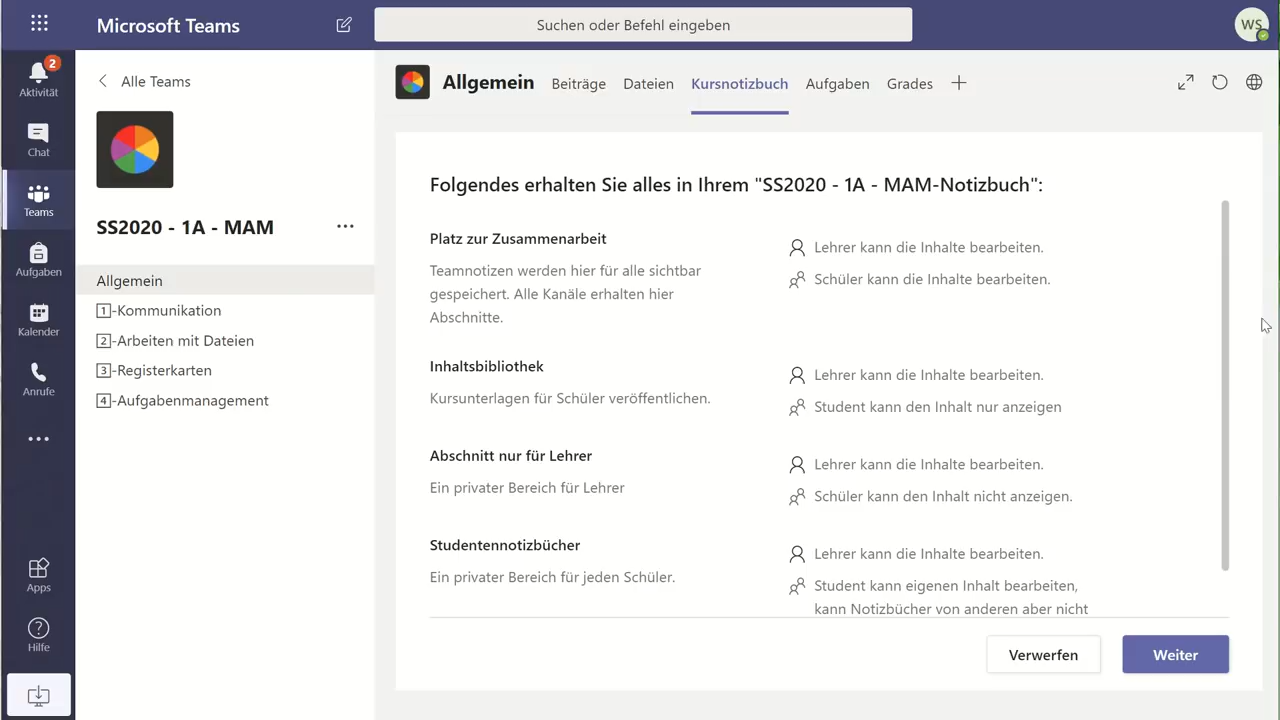 Microsoft Teams
Suchen oder Befehl eingeben
WS
2
Aktivität
Chat
Teams
Aufgaben
Kalender
Anrufe
Apps
Hilfe
Alle Teams
SS2020 - 1A - MAM
Allgemein
1-Kommunikation
2-Arbeiten mit Dateien
3-Registerkarten
4-Aufgabenmanagement
Allgemein Beiträge Dateien Kursnotizbuch Aufgaben Grades
Folgendes erhalten Sie alles in Ihrem "SS2020 - 1A - MAM-Notizbuch":
Platz zur Zusammenarbeit
Teamnotizen werden hier für alle sichtbar
gespeichert. Alle Kanäle erhalten hier
Abschnitte.
Lehrer kann die Inhalte bearbeiten.
Schüler kann die Inhalte bearbeiten.
Inhaltsbibliothek
Kursunterlagen für Schüler veröffentlichen.
Lehrer kann die Inhalte bearbeiten.
Student kann den Inhalt nur anzeigen
Abschnitt nur für Lehrer
Ein privater Bereich für Lehrer
Lehrer kann die Inhalte bearbeiten.
Schüler kann den Inhalt nicht anzeigen.
Studentennotizbücher
Ein privater Bereich für jeden Schüler.
Lehrer kann die Inhalte bearbeiten.
Student kann eigenen Inhalt bearbeiten,
kann Notizbücher von anderen aber nicht
Verwerfen
Weiter